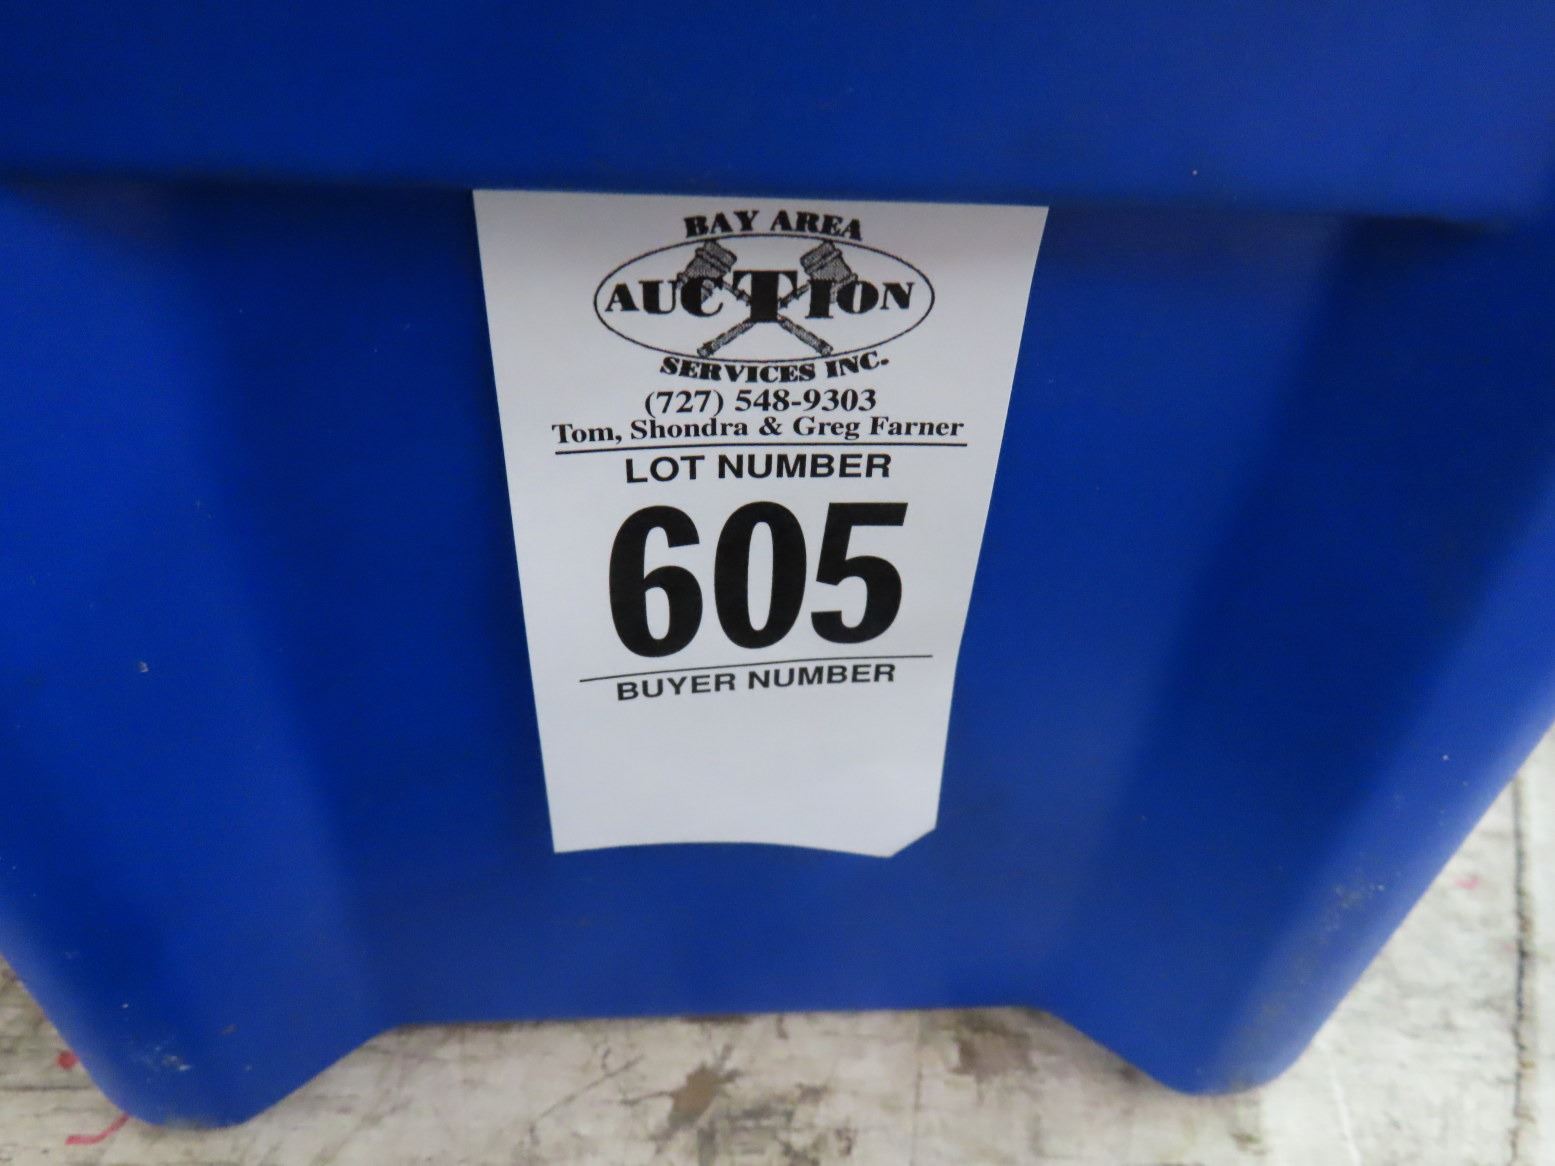 BAY AREA
AUCTION
SERVICES INC.
(727) 548-9303
Tom, Shondra & Greg Farner
LOT NUMBER
605
BUYER NUMBER